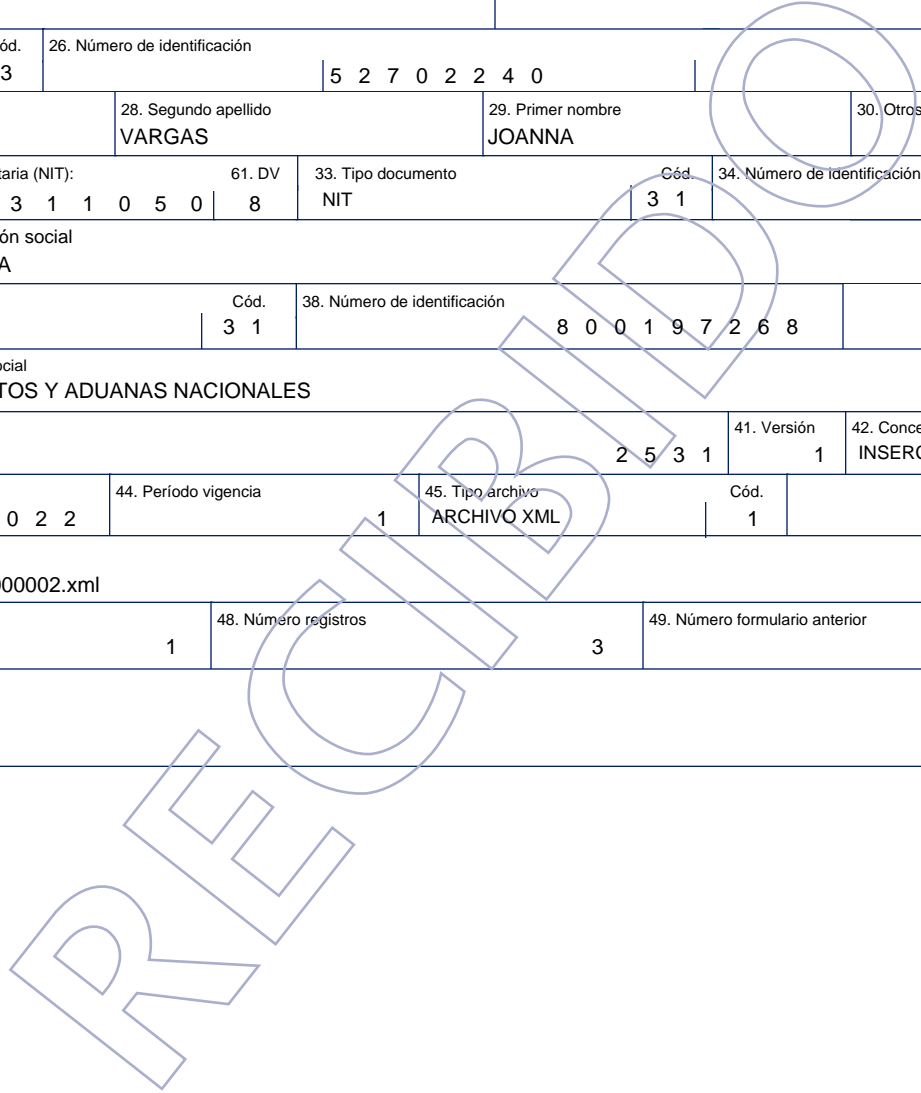 ód. 26. Número de identificación
3 5 2 7 0 2 2 4 0
28. Segundo apellido 29. Primer nombre 30. Otros
VARGAS JOANNA
taria (NIT): 61. DV 33. Tipo documento Cód. 34. Número de identificación
3 1 1 0 5 0 8 NIT 3 1
ón social
A
Cód. 38. Número de identificación
3 1 8 0 0 1 9 7 2 6 8
ocial
TOS Y ADUANAS NACIONALES
41. Versión 42. Conce
2 5 3 1 1 INSERC
44. Período vigencia 45. Tipo archivo Cód.
0 2 2 1 ARCHIVO XML 1
000002.xml
48. Número registros 49. Número formulario anterior
1 3
RECIBIDO